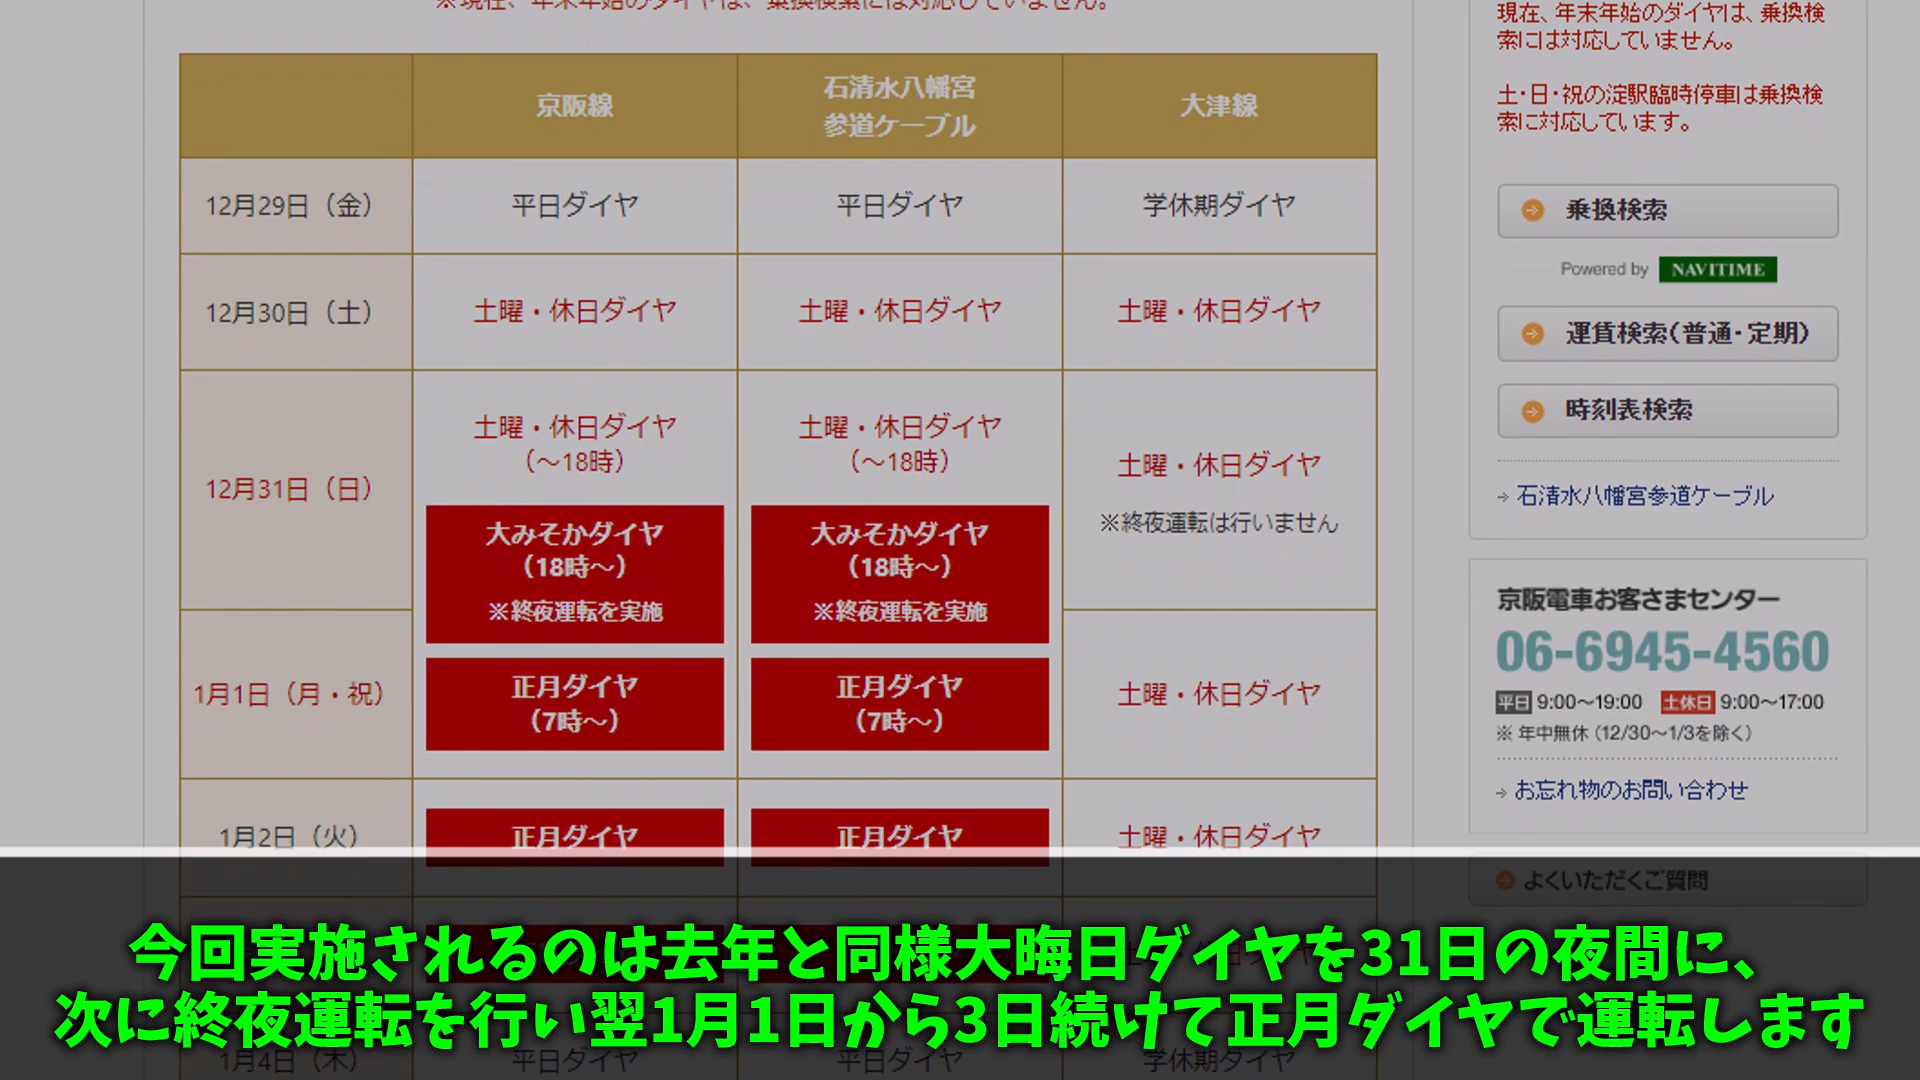 ※現在、年末年始のダイヤは、乗換検索には対応していません。
京阪線
石清水八幡宮
参道ケーブル
大津線
12月29日（金）
平日ダイヤ
平日ダイヤ
学休期ダイヤ
12月30日（土）
土曜・休日ダイヤ
土曜・休日ダイヤ
土曜・休日ダイヤ
12月31日（日）
土曜・休日ダイヤ
（～18時）
大みそかダイヤ
（18時～）
※終夜運転を実施
土曜・休日ダイヤ
（～18時）
大みそかダイヤ
（18時～）
※終夜運転を実施
土曜・休日ダイヤ
※終夜運転は行いません
1月1日（月・祝）
正月ダイヤ
（7時～）
正月ダイヤ
（7時～）
土曜・休日ダイヤ
1月2日（火）
正月ダイヤ
正月ダイヤ
土曜・休日ダイヤ
1月4日（木）
平日ダイヤ
平日ダイヤ
学休期ダイヤ
現在、年末年始のダイヤは、乗換検
索には対応していません。
土・日・祝の淀駅臨時停車は乗換検
索に対応しています。
乗換検索
Powered by NAVITIME
運賃検索（普通・定期）
時刻表検索
石清水八幡宮参道ケーブル
京阪電車お客さまセンター
06-6945-4560
平日 9:00～19:00 土休日 9:00～17:00
※ 年中無休（12/30～1/3を除く）
お忘れ物のお問い合わせ
よくいただくご質問
今回実施されるのは去年と同様大晦日ダイヤを31日の夜間に、
次に終夜運転を行い翌1月1日から3日続けて正月ダイヤで運転します